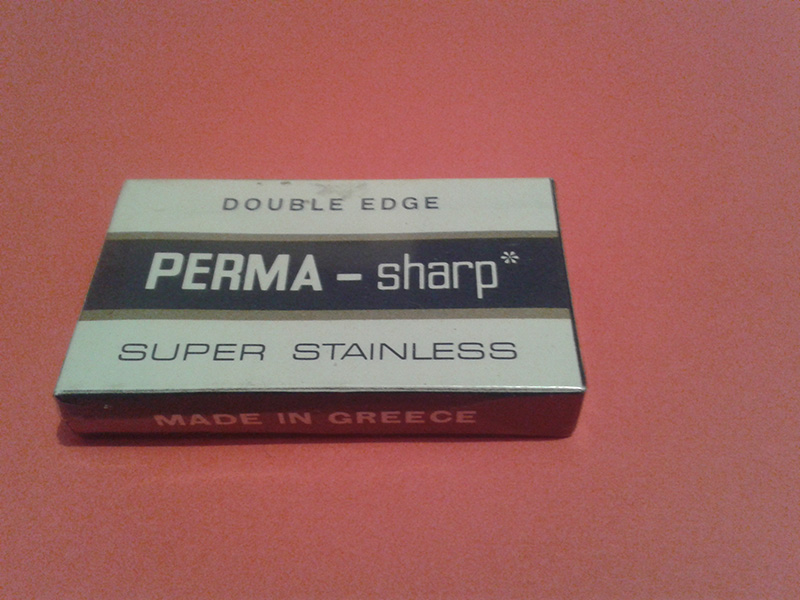 DOUBLE EDGE
PERMA – sharp*
SUPER STAINLESS
MADE IN GREECE